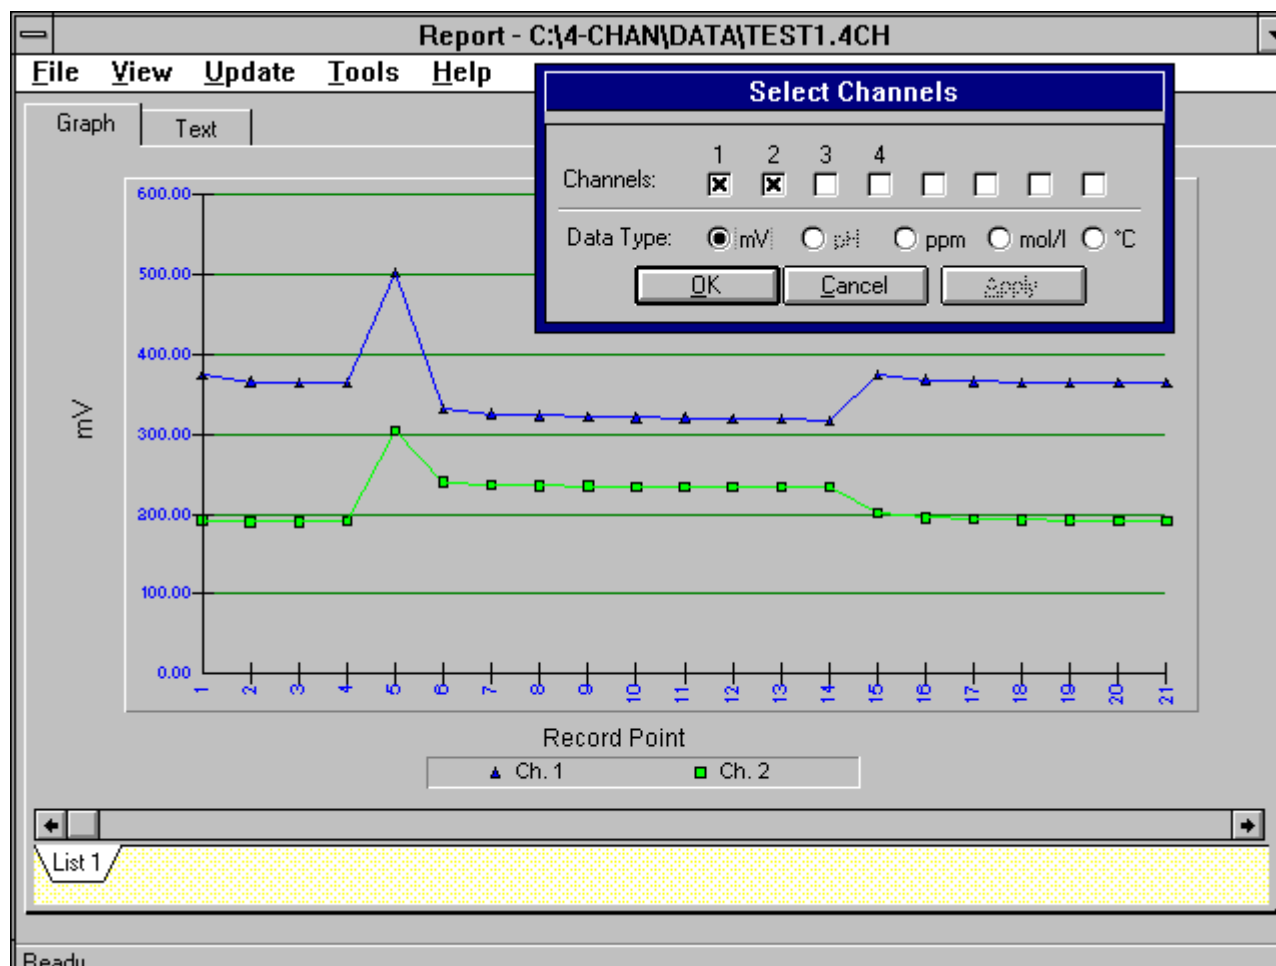 Report - C:\4-CHAN\DATA\TEST1.4CH
File View Update Tools Help
Select Channels
Graph Text
1 2 3 4
Channels:
Data Type: mV pH ppm mol/l °C
OK Cancel Apply
600.00
500.00
400.00
300.00
200.00
100.00
0.00
mV
1 2 3 4 5 6 7 8 9 10 11 12 13 14 15 16 17 18 19 20 21
Record Point
Ch. 1 Ch. 2
List 1
Ready